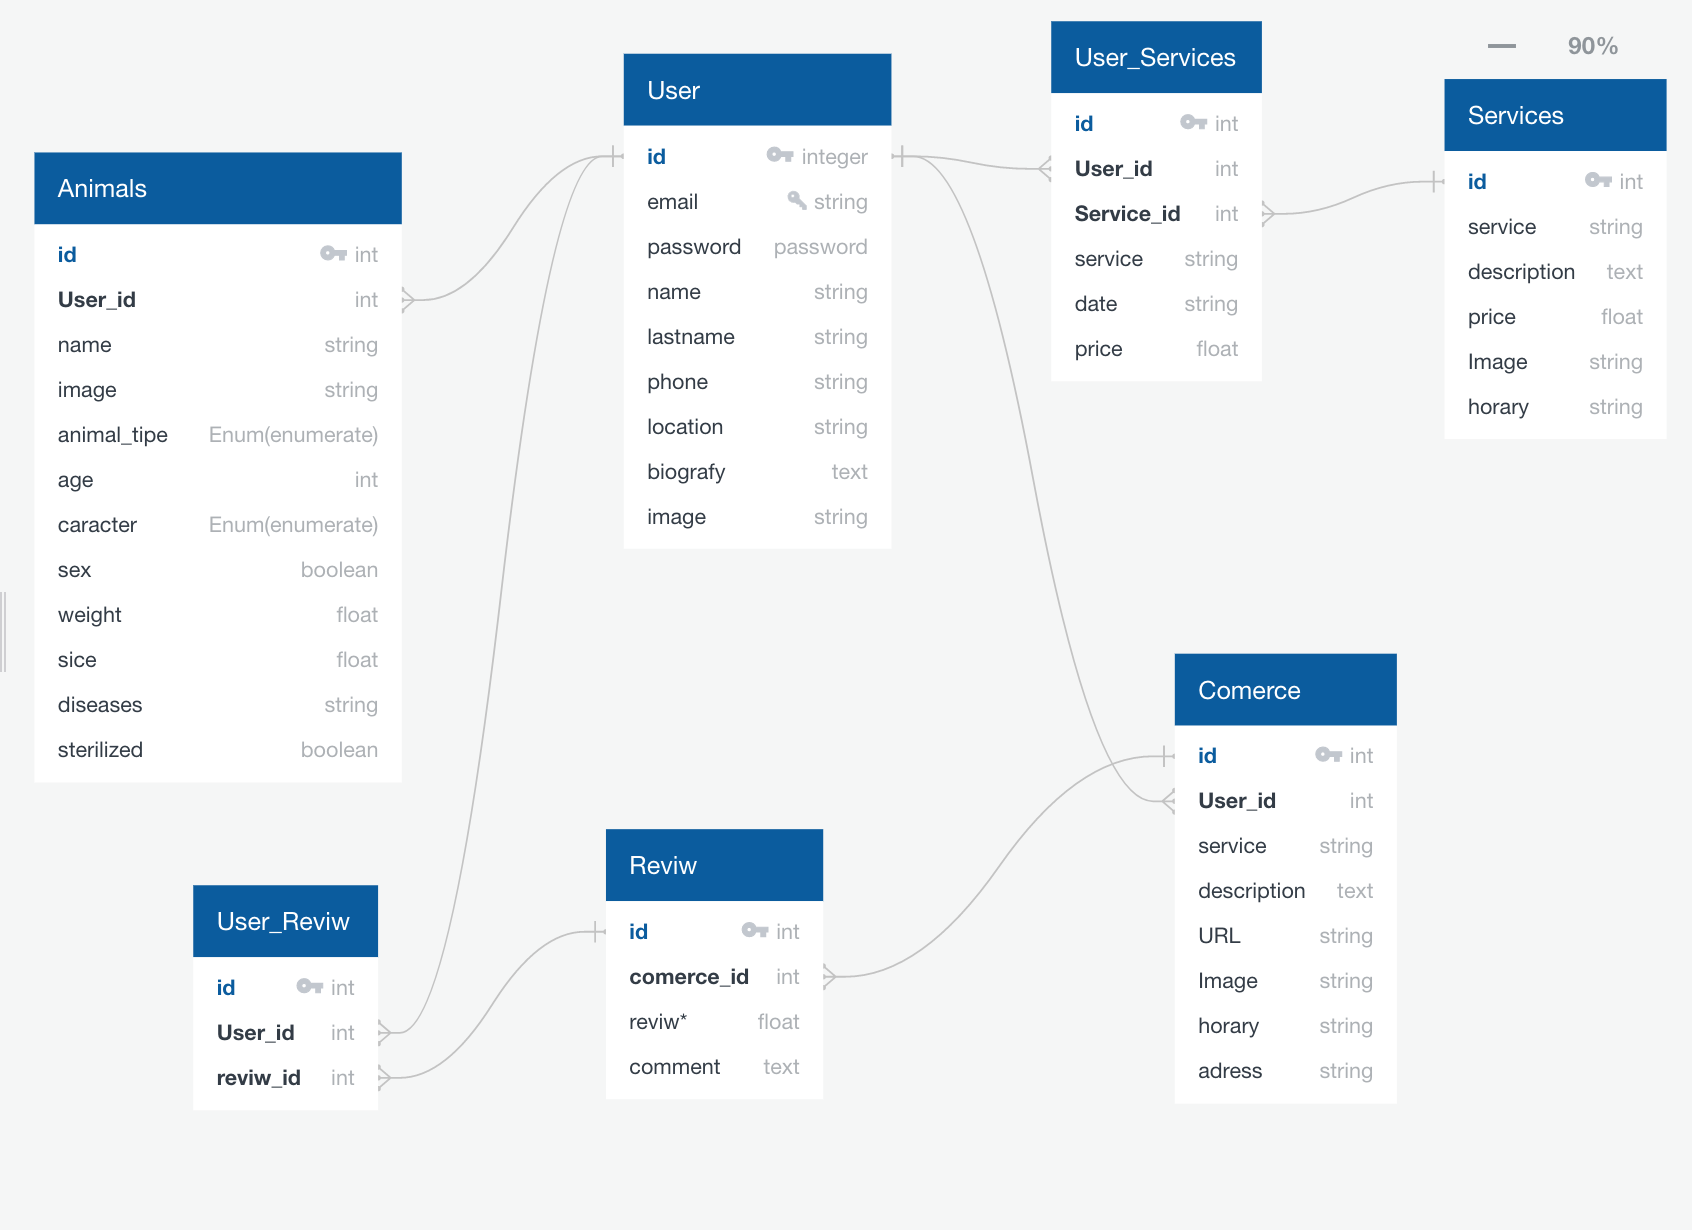 90%
Animals
id int
User_id int
name string
image string
animal_tipe Enum(enumerate)
age int
caracter Enum(enumerate)
sex boolean
weight float
sice float
diseases string
sterilized boolean
User
id integer
email string
password password
name string
lastname string
phone string
location string
biografy text
image string
User_Services
id int
User_id int
Service_id int
service string
date string
price float
Services
id int
service string
description text
price float
Image string
horary string
User_Reviw
id int
User_id int
reviw_id int
Reviw
id int
comerce_id int
reviw* float
comment text
Comerce
id int
User_id int
service string
description text
URL string
Image string
horary string
adress string